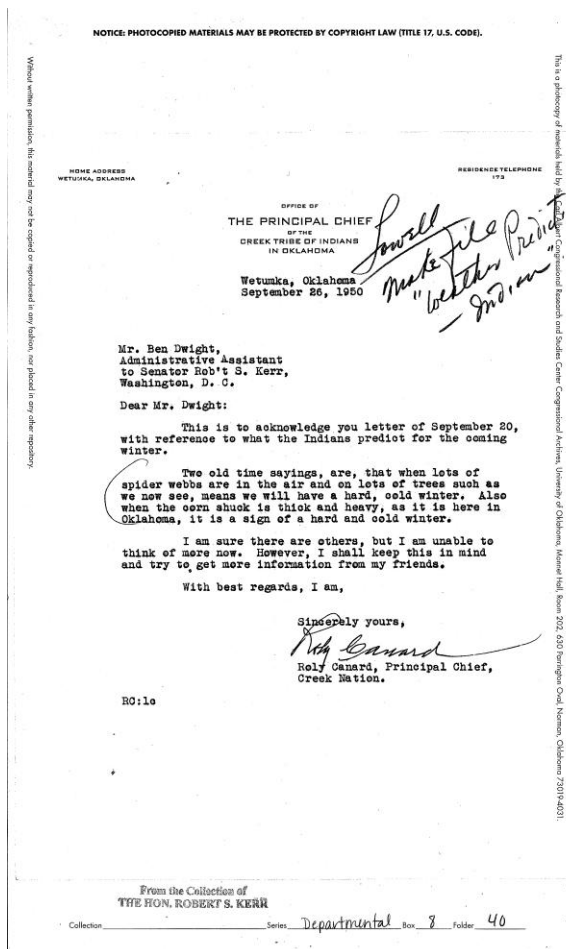 NOTICE: PHOTOCOPIED MATERIALS MAY BE PROTECTED BY COPYRIGHT LAW (TITLE 17, U.S. CODE).
Without written permission, this material may not be copied or reproduced in any fashion, nor placed in any other repository.
This is a photocopy of materials held by the Carl Albert Congressional Research and Studies Center Congressional Archives, University of Oklahoma, Monnet Hall, Room 202, 630 Parrington Oval, Norman, Oklahoma 73019-4031.
HOME ADDRESS
WETUMKA, OKLAHOMA
RESIDENCE TELEPHONE
173
OFFICE OF
THE PRINCIPAL CHIEF
OF THE
CREEK TRIBE OF INDIANS
IN OKLAHOMA
Lowell
Make File
"Weather Predict"
- Indian
Wetumka, Oklahoma
September 26, 1950
Mr. Ben Dwight,
Administrative Assistant
to Senator Rob't S. Kerr,
Washington, D. C.
Dear Mr. Dwight:
This is to acknowledge you letter of September 20,
with reference to what the Indians predict for the coming
winter.
Two old time sayings, are, that when lots of
spider webbs are in the air and on lots of trees such as
we now see, means we will have a hard, cold winter. Also
when the corn shuck is thick and heavy, as it is here in
Oklahoma, it is a sign of a hard and cold winter.
I am sure there are others, but I am unable to
think of more now. However, I shall keep this in mind
and try to get more information from my friends.
With best regards, I am,
Sincerely yours,
Roly Canard
Roly Canard, Principal Chief,
Creek Nation.
RC:lc
From the Collection of
THE HON. ROBERT S. KERR
Collection Series Departmental Box 8 Folder 40